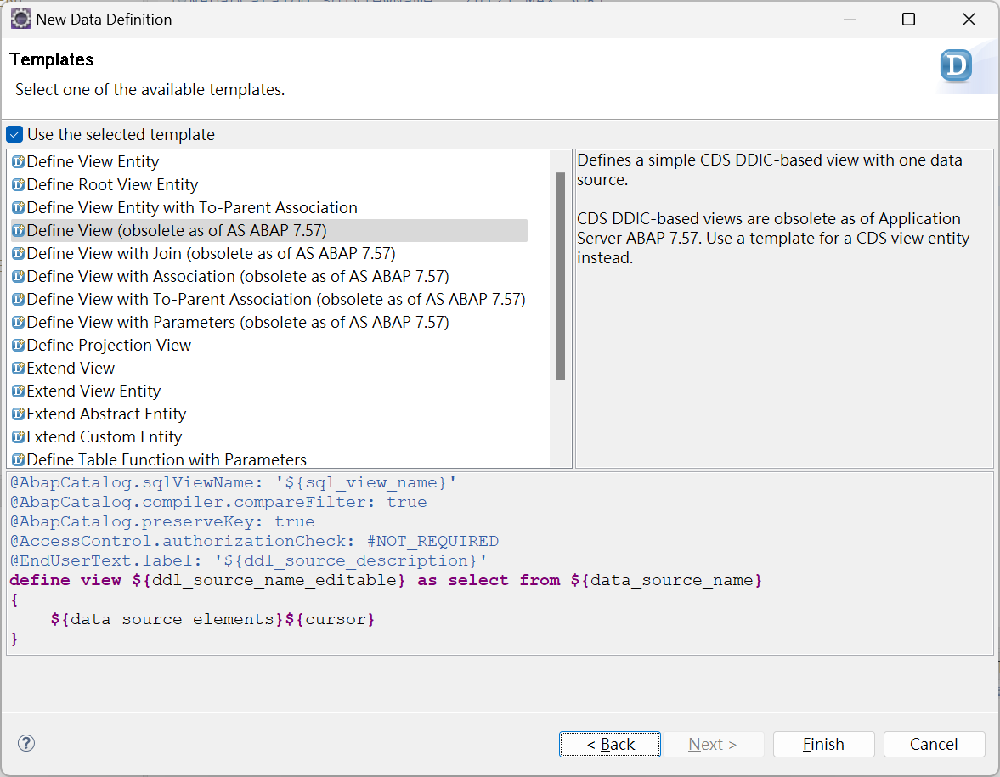 New Data Definition
Templates
D
Select one of the available templates.
Use the selected template
Define View Entity
Define Root View Entity
Define View Entity with To-Parent Association
Define View (obsolete as of AS ABAP 7.57)
Define View with Join (obsolete as of AS ABAP 7.57)
Define View with Association (obsolete as of AS ABAP 7.57)
Define View with To-Parent Association (obsolete as of AS ABAP 7.57)
Define View with Parameters (obsolete as of AS ABAP 7.57)
Define Projection View
Extend View
Extend View Entity
Extend Abstract Entity
Extend Custom Entity
Define Table Function with Parameters
Defines a simple CDS DDIC-based view with one data
source.
CDS DDIC-based views are obsolete as of Application
Server ABAP 7.57. Use a template for a CDS view entity
instead.
@AbapCatalog.sqlViewName: '${sql_view_name}'
@AbapCatalog.compiler.compareFilter: true
@AbapCatalog.preserveKey: true
@AccessControl.authorizationCheck: #NOT_REQUIRED
@EndUserText.label: '${ddl_source_description}'
define view ${ddl_source_name_editable} as select from ${data_source_name}
{
    ${data_source_elements}${cursor}
}
?
< Back
Next >
Finish
Cancel